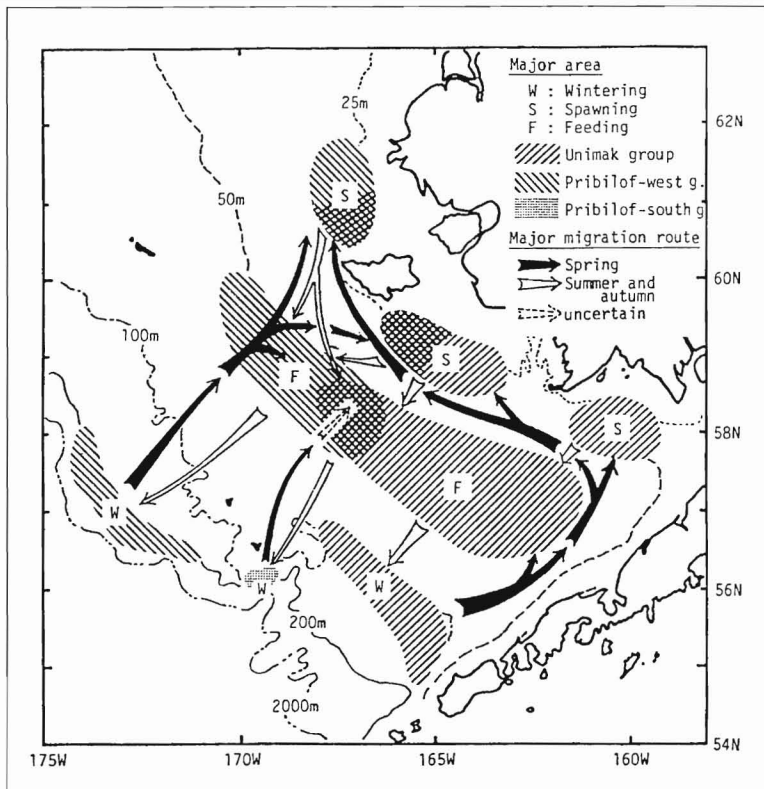 Major area
W : Wintering
S : Spawning
F : Feeding
Unimak group
Pribilof-west g.
Pribilof-south g
Major migration route
Spring
Summer and
autumn
uncertain
25m
62N
S
50m
60N
100m
S
F
S
58N
F
W
W
W
56N
200m
2000m
54N
175W
170W
165W
160W